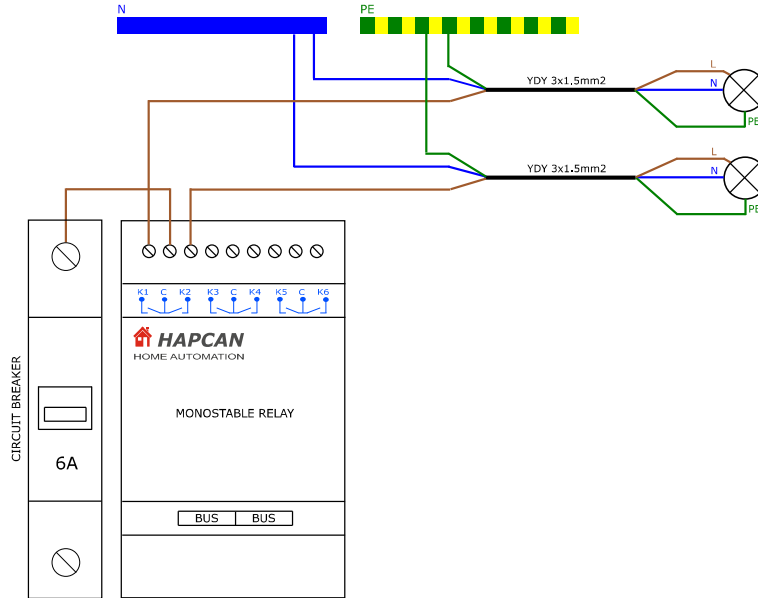 N
PE
YDY 3x1.5mm2
L
N
PE
YDY 3x1.5mm2
L
N
PE
K1 C K2 K3 C K4 K5 C K6
HAPCAN
HOME AUTOMATION
CIRCUIT BREAKER
MONOSTABLE RELAY
6A
BUS BUS